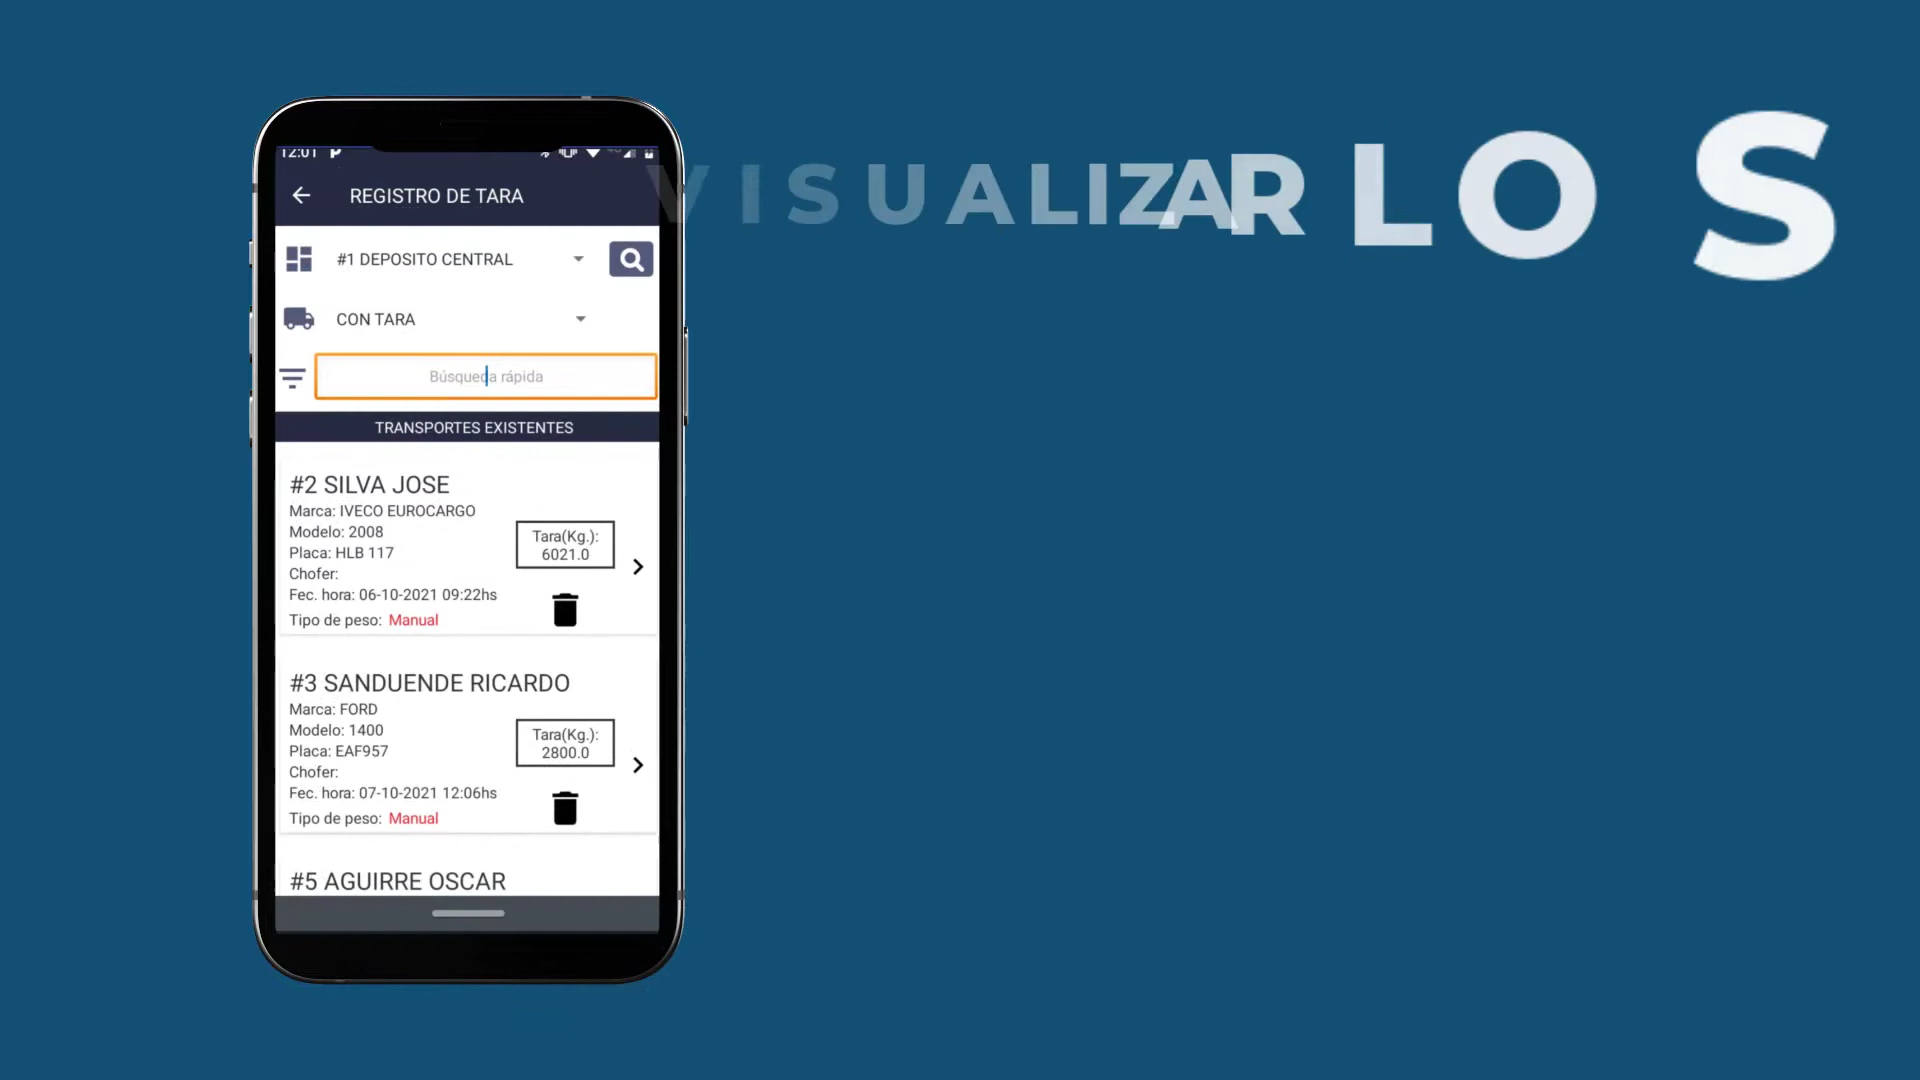 12:01
REGISTRO DE TARA
VISUALIZAR LOS
#1 DEPOSITO CENTRAL
CON TARA
Búsqueda rápida
TRANSPORTES EXISTENTES
#2 SILVA JOSE
Marca: IVECO EUROCARGO
Modelo: 2008
Placa: HLB 117
Chofer:
Fec. hora: 06-10-2021 09:22hs
Tipo de peso: Manual
Tara(Kg.):
6021.0
#3 SANDUENDE RICARDO
Marca: FORD
Modelo: 1400
Placa: EAF957
Chofer:
Fec. hora: 07-10-2021 12:06hs
Tipo de peso: Manual
Tara(Kg.):
2800.0
#5 AGUIRRE OSCAR